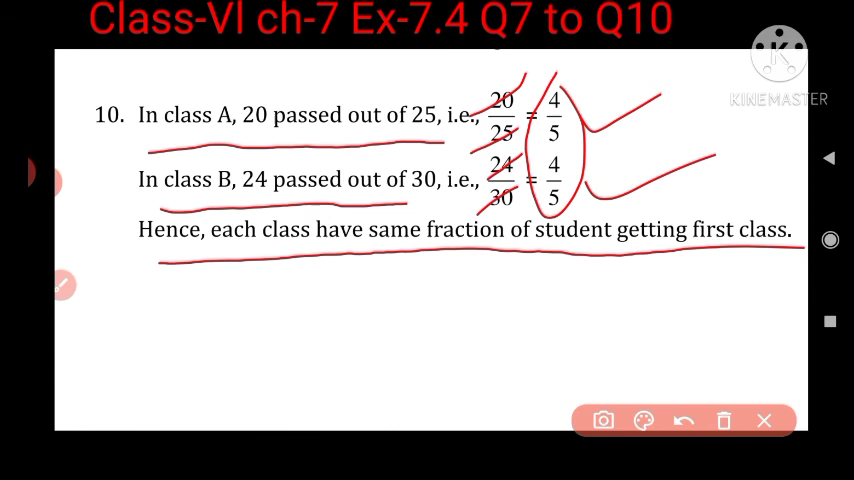 Class-VI ch-7 Ex-7.4 Q7 to Q10
K
KINEMASTER
10. In class A, 20 passed out of 25, i.e., 20/25 = 4/5
In class B, 24 passed out of 30, i.e., 24/30 = 4/5
Hence, each class have same fraction of student getting first class.